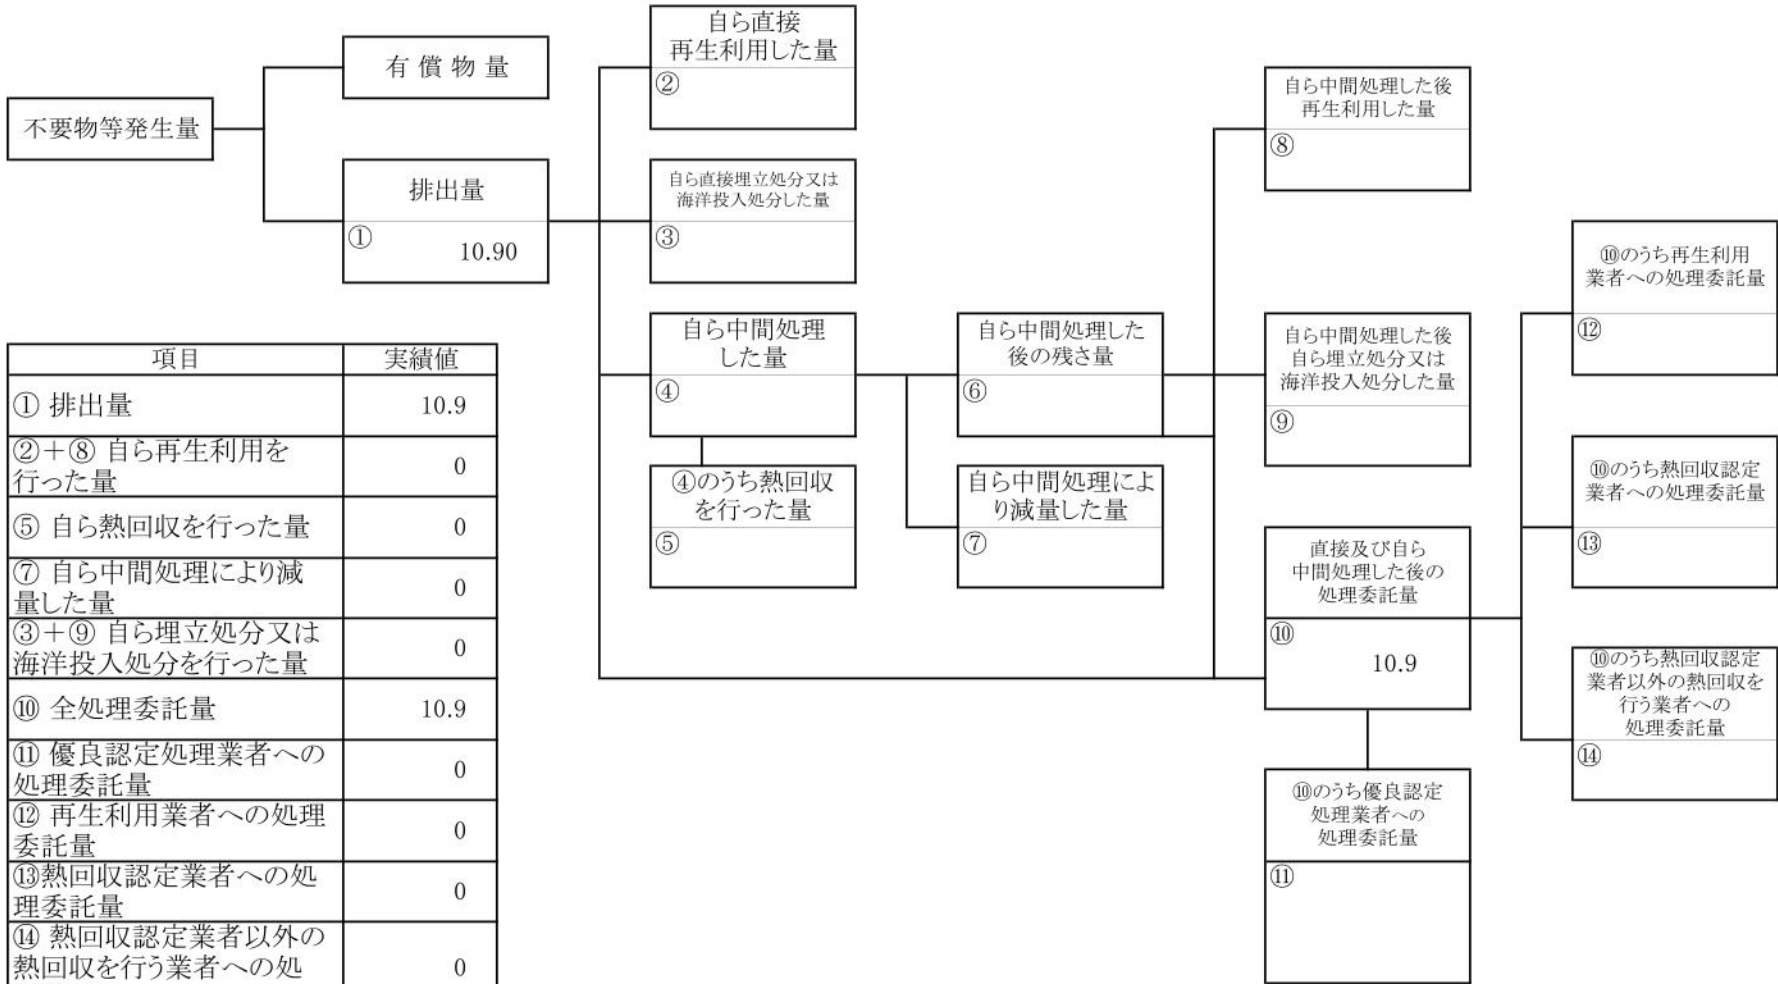 不要物等発生量
有償物量
排出量
①
10.90
自ら直接
再生利用した量
②
自ら直接埋立処分又は
海洋投入処分した量
③
自ら中間処理
した量
④
④のうち熱回収
を行った量
⑤
自ら中間処理した
後の残さ量
⑥
自ら中間処理によ
り減量した量
⑦
自ら中間処理した後
再生利用した量
⑧
自ら中間処理した後
自ら埋立処分又は
海洋投入処分した量
⑨
直接及び自ら
中間処理した後の
処理委託量
⑩
10.9
⑩のうち優良認定
処理業者への
処理委託量
⑪
⑩のうち再生利用
業者への処理委託量
⑫
⑩のうち熱回収認定
業者への処理委託量
⑬
⑩のうち熱回収認定
業者以外の熱回収を
行う業者への
処理委託量
⑭
項目 実績値
① 排出量 10.9
②+⑧ 自ら再生利用を
行った量 0
⑤ 自ら熱回収を行った量 0
⑦ 自ら中間処理により減
量した量 0
③+⑨ 自ら埋立処分又は
海洋投入処分を行った量 0
⑩ 全処理委託量 10.9
⑪ 優良認定処理業者への
処理委託量 0
⑫ 再生利用業者への処理
委託量 0
⑬熱回収認定業者への処
理委託量 0
⑭ 熱回収認定業者以外の
熱回収を行う業者への処 0